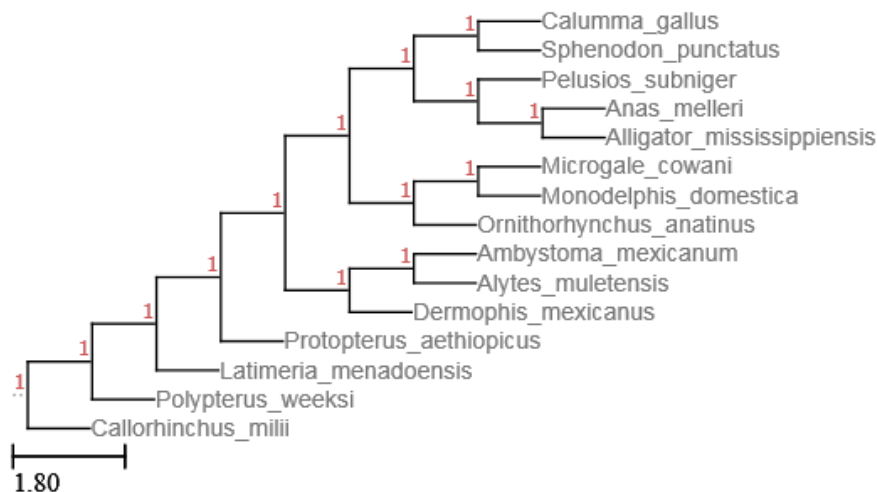 1 Calumma_gallus
1 Sphenodon_punctatus
1 Pelusios_subniger
1 Anas_melleri
1 Alligator_mississippiensis
1 Microgale_cowani
1 Monodelphis_domestica
1 Ornithorhynchus_anatinus
1 Ambystoma_mexicanum
1 Alytes_muletensis
1 Dermophis_mexicanus
1 Protopterus_aethiopicus
1 Latimeria_menadoensis
1 Polypterus_weeksi
Callorhinchus_milii
1.80